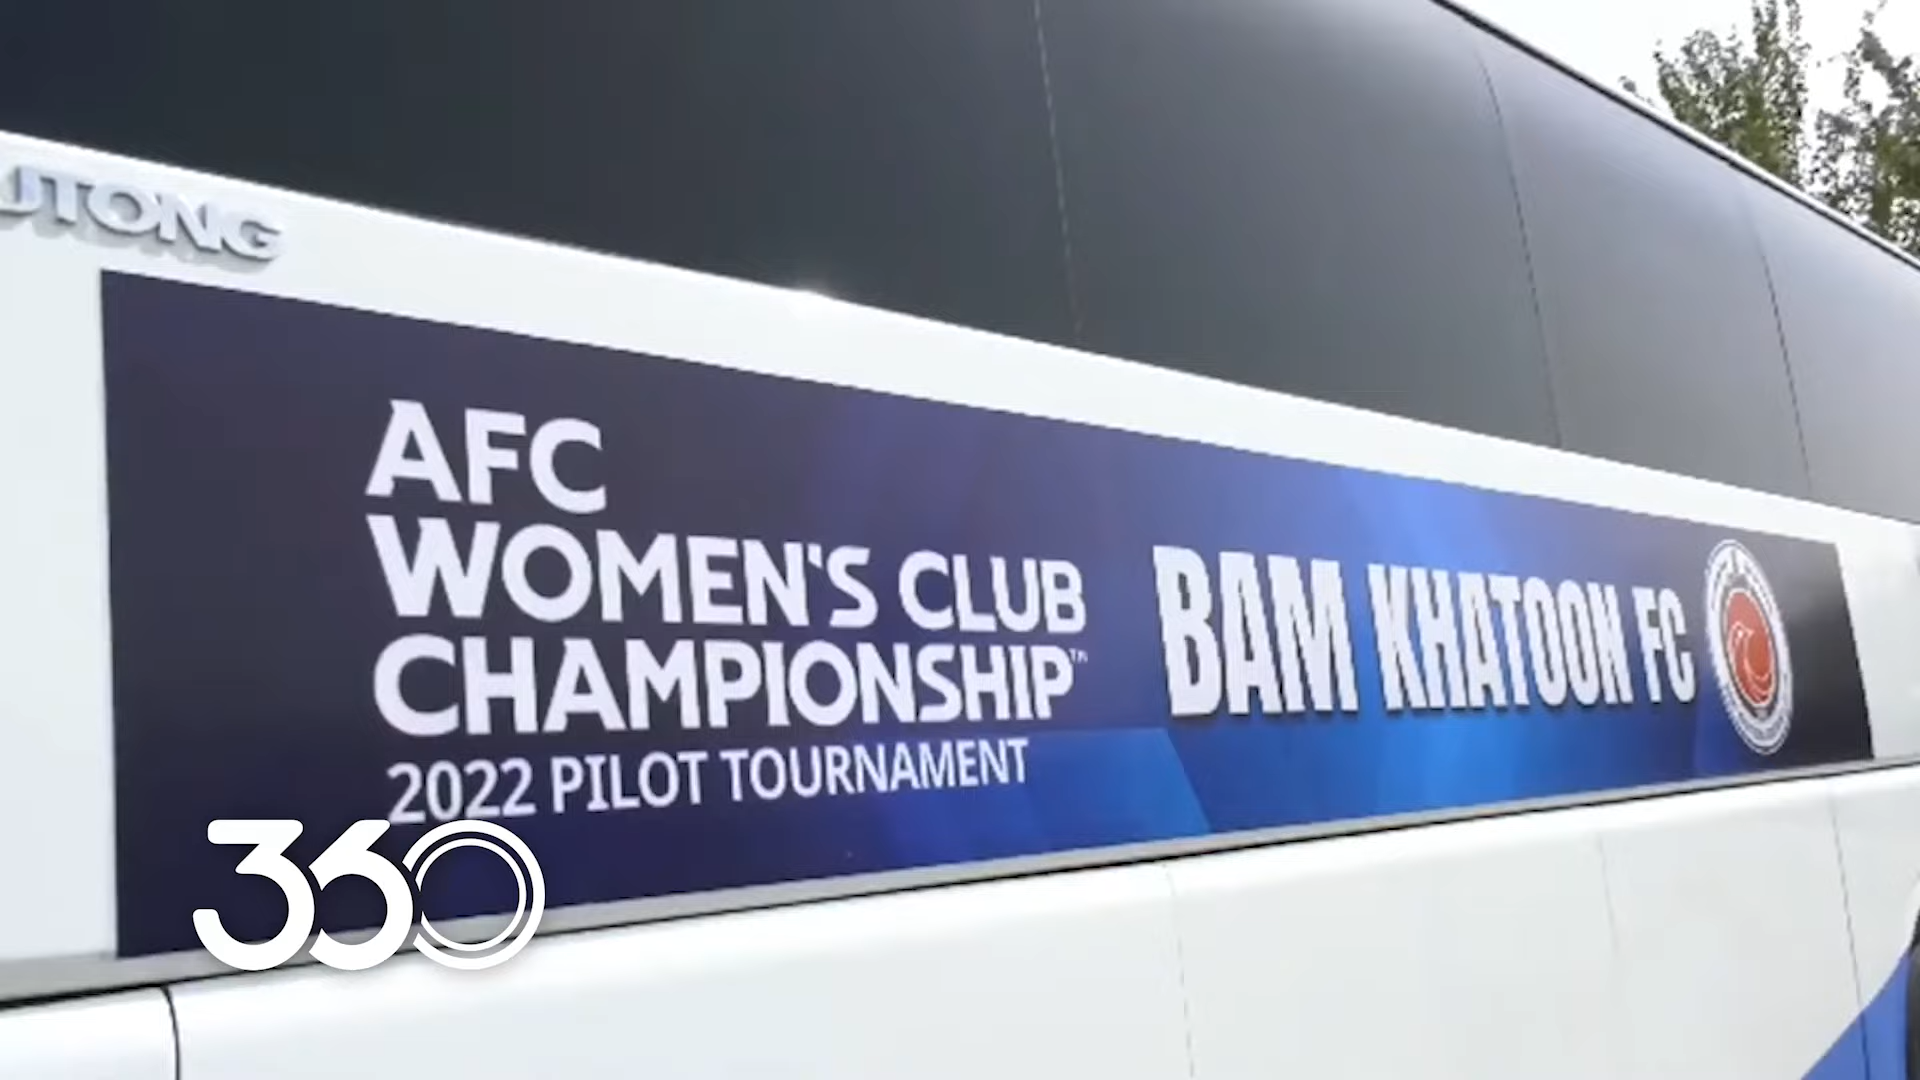 UTONG
AFC
WOMEN'S CLUB
CHAMPIONSHIP™
2022 PILOT TOURNAMENT
BAM KHATOON FC
360